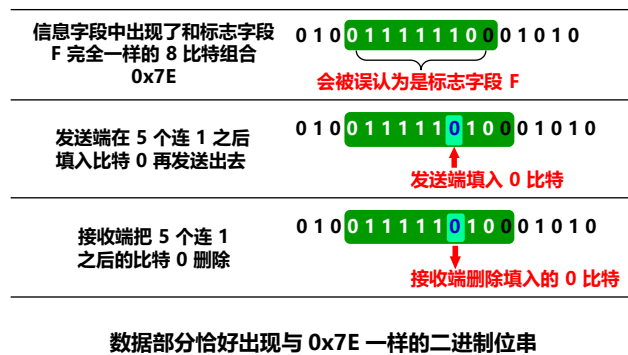 信息字段中出现了和标志字段
F 完全一样的 8 比特组合
0x7E
0 1 0 0 1 1 1 1 1 1 0 0 0 1 0 1 0
会被误认为是标志字段 F
发送端在 5 个连 1 之后
填入比特 0 再发送出去
0 1 0 0 1 1 1 1 1 0 1 0 0 0 1 0 1 0
发送端填入 0 比特
接收端把 5 个连 1
之后的比特 0 删除
0 1 0 0 1 1 1 1 1 0 1 0 0 0 1 0 1 0
接收端删除填入的 0 比特
数据部分恰好出现与 0x7E 一样的二进制位串